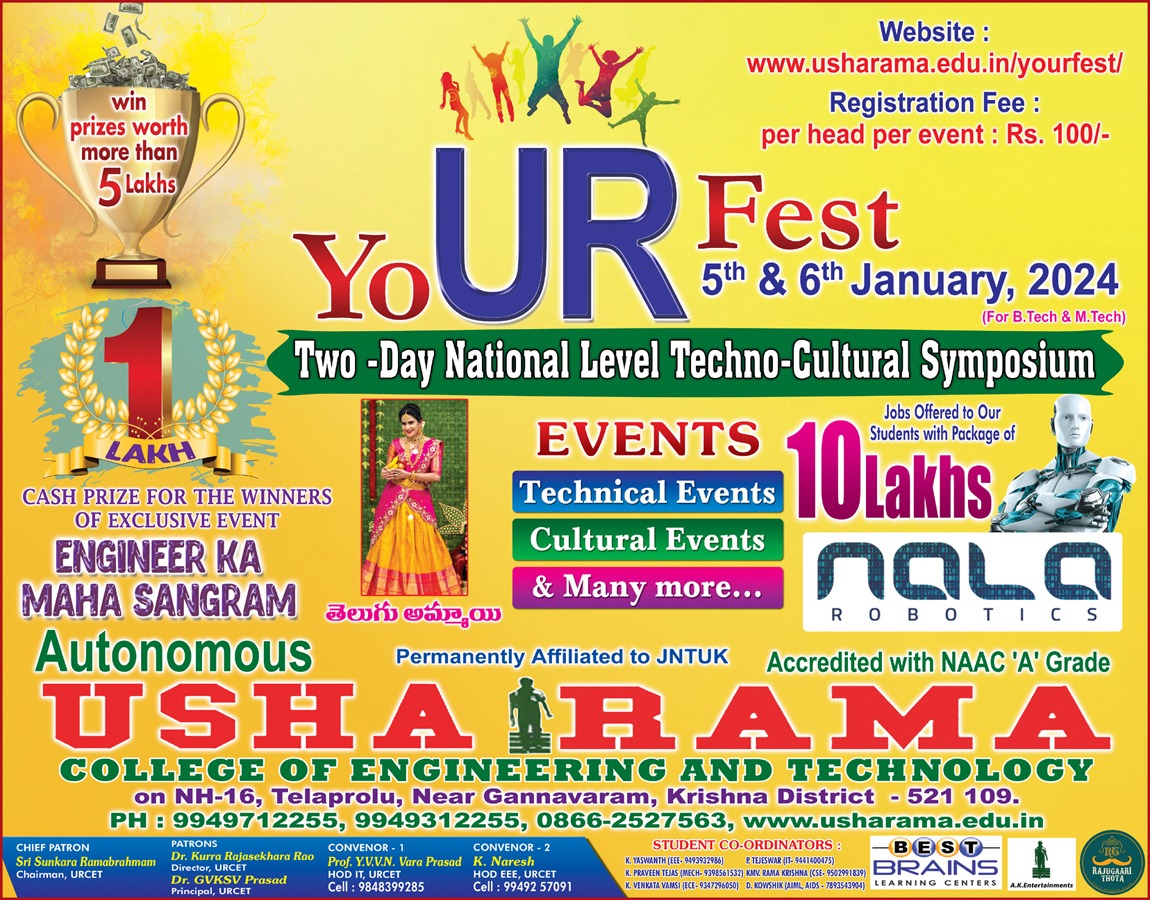 win
prizes worth
more than
5 Lakhs
Website :
www.usharama.edu.in/yourfest/
Registration Fee :
per head per event : Rs. 100/-
YoUR Fest
5th & 6th January, 2024
(For B.Tech & M.Tech)
Two -Day National Level Techno-Cultural Symposium
1
LAKH
CASH PRIZE FOR THE WINNERS
OF EXCLUSIVE EVENT
ENGINEER KA
MAHA SANGRAM
తెలుగు అమ్మాయి
EVENTS
Technical Events
Cultural Events
& Many more...
Jobs Offered to Our
Students with Package of
10 Lakhs
NALA
ROBOTICS
Autonomous
Permanently Affiliated to JNTUK
Accredited with NAAC 'A' Grade
USHA RAMA
COLLEGE OF ENGINEERING AND TECHNOLOGY
on NH-16, Telaprolu, Near Gannavaram, Krishna District - 521 109.
PH : 9949712255, 9949312255, 0866-2527563, www.usharama.edu.in
CHIEF PATRON
Sri Sunkara Ramabrahmam
Chairman, URCET
PATRONS
Dr. Kurra Rajasekhara Rao
Director, URCET
Dr. GVKSV Prasad
Principal, URCET
CONVENOR - 1
Prof. Y.V.V.N. Vara Prasad
HOD IT, URCET
Cell : 9848399285
CONVENOR - 2
K. Naresh
HOD EEE, URCET
Cell : 99492 57091
STUDENT CO-ORDINATORS :
K. YASWANTH (EEE- 9493932986) P. TEJESWAR (IT- 9441400475)
K. PRAVEEN TEJAS (MECH- 9398561532) KMV. RAMA KRISHNA (CSE- 9502991839)
K. VENKATA VAMSI (ECE- 9347296050) D. KOWSHIK (AIML, AIDS - 7893543904)
BEST
BRAINS
LEARNING CENTERS
A.K.Entertainments
RT
RAJUGAARI
THOTA